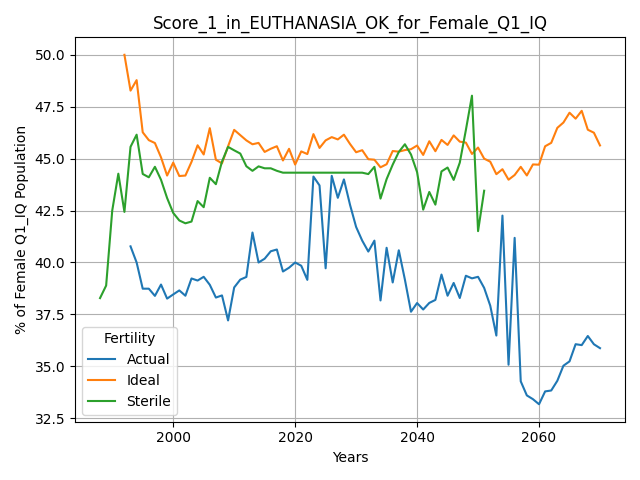 Score_1_in_EUTHANASIA_OK_for_Female_Q1_IQ
% of Female Q1_IQ Population
50.0
47.5
45.0
42.5
40.0
37.5
35.0
32.5
Fertility
Actual
Ideal
Sterile
2000
2020
2040
2060
Years